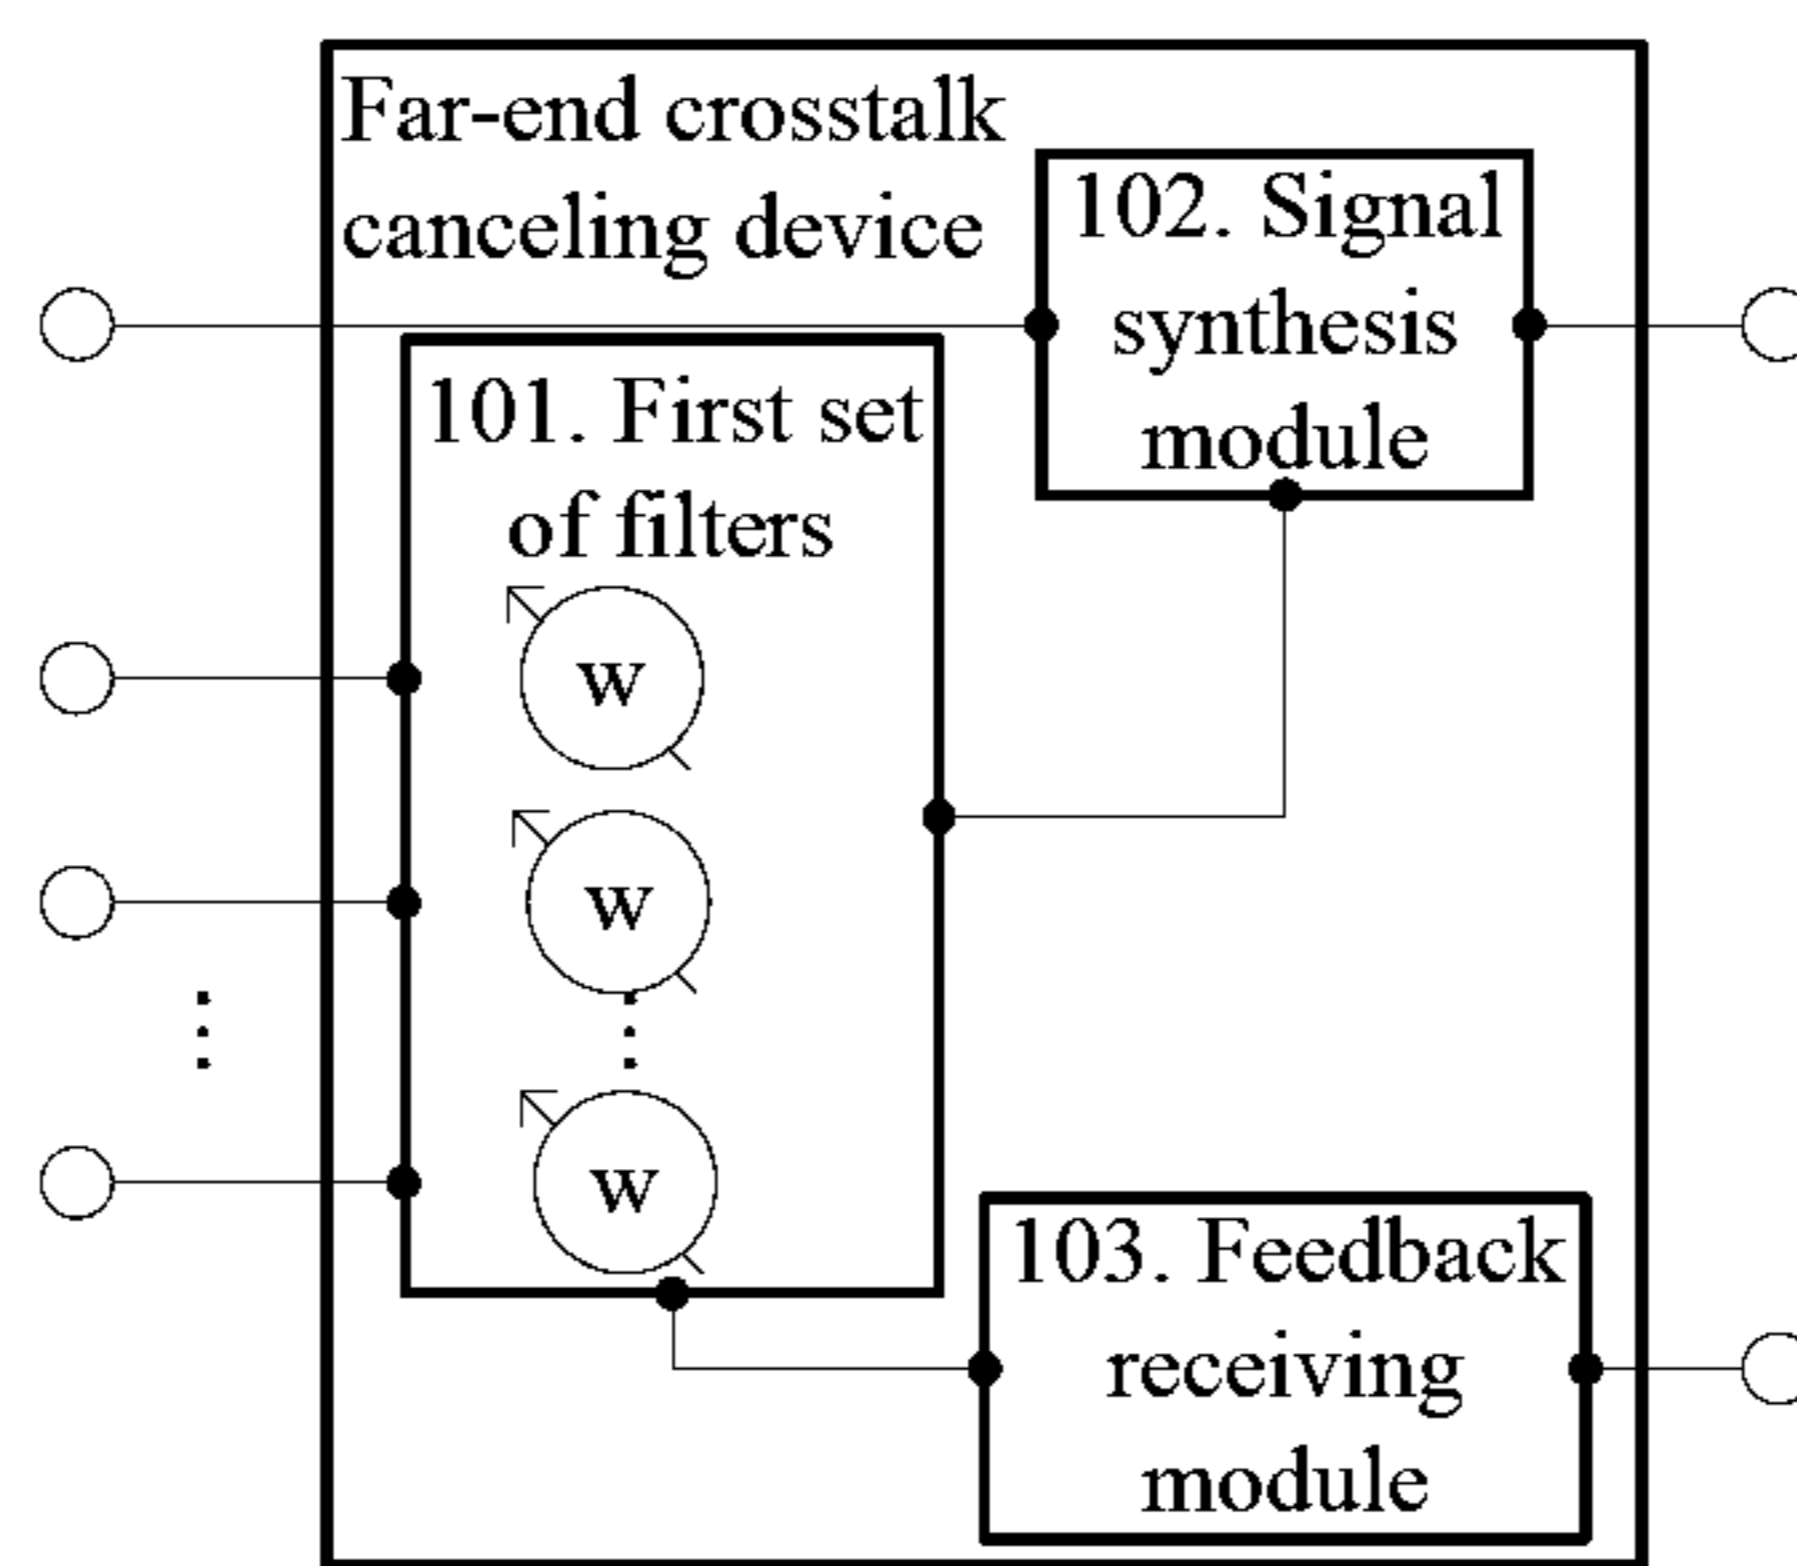 Far-end crosstalk
canceling device
102. Signal
synthesis
module
101. First set
of filters
w
w
w
103. Feedback
receiving
module